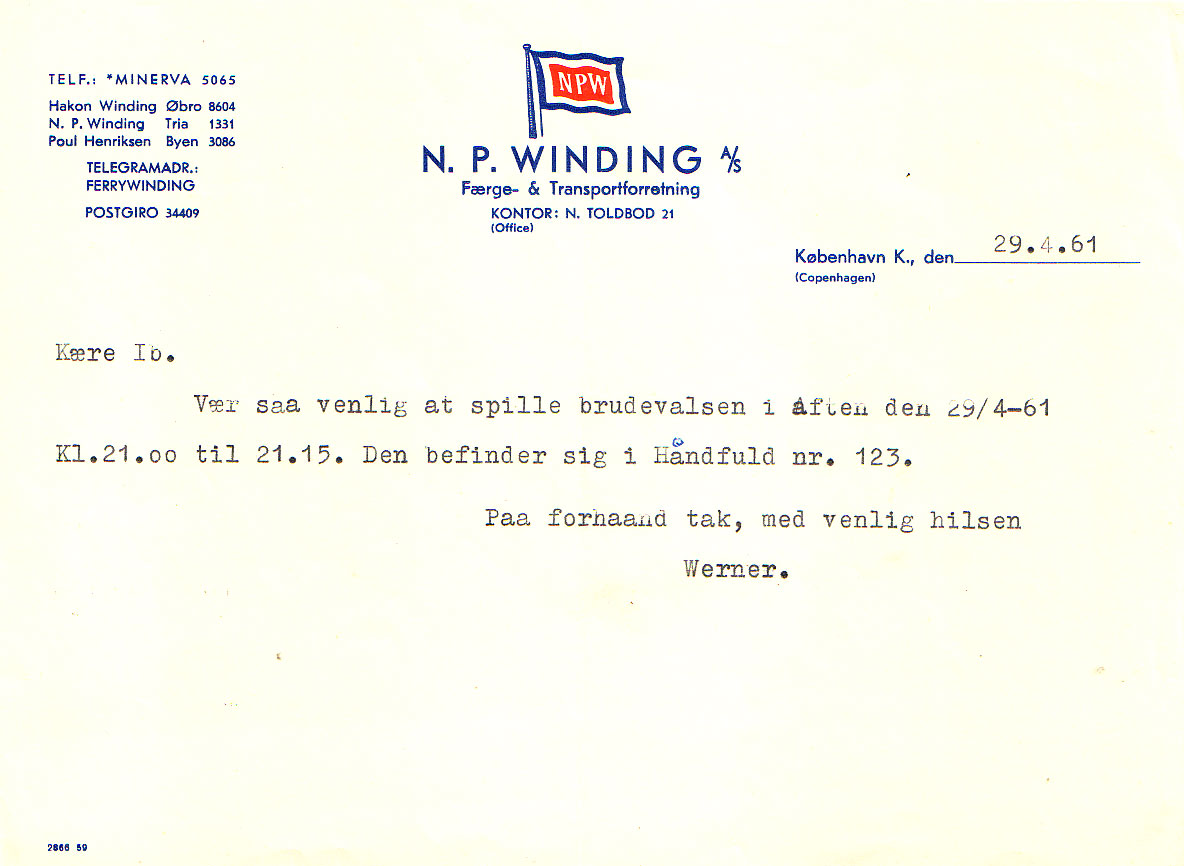 TELF.: *MINERVA 5065
Hakon Winding Øbro 8604
N. P. Winding Tria 1331
Poul Henriksen Byen 3086
TELEGRAMADR.:
FERRYWINDING
POSTGIRO 34409
NPW
N. P. WINDING A/S
Færge- & Transportforretning
KONTOR: N. TOLDBOD 21
(Office)
København K., den 29.4.61
(Copenhagen)
Kære Ib.
Vær saa venlig at spille brudevalsen i Aften den 29/4-61
Kl.21.oo til 21.15. Den befinder sig i Håndfuld nr. 123.
Paa forhaand tak, med venlig hilsen
Werner.
2866 59